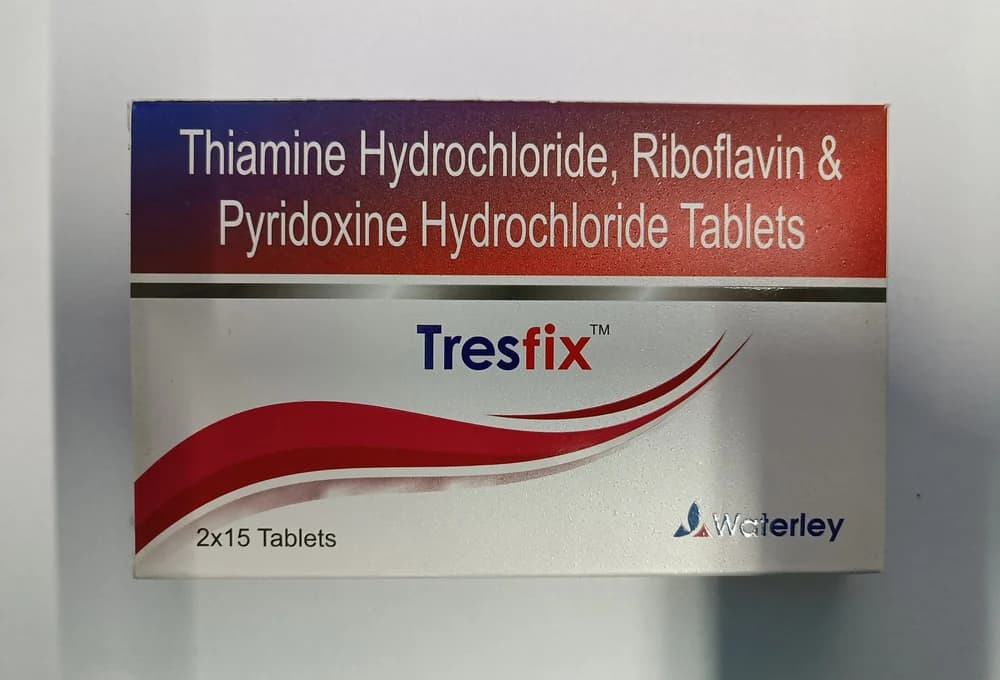 Thiamine Hydrochloride, Riboflavin &
Pyridoxine Hydrochloride Tablets
Tresfix™
2x15 Tablets
Waterley